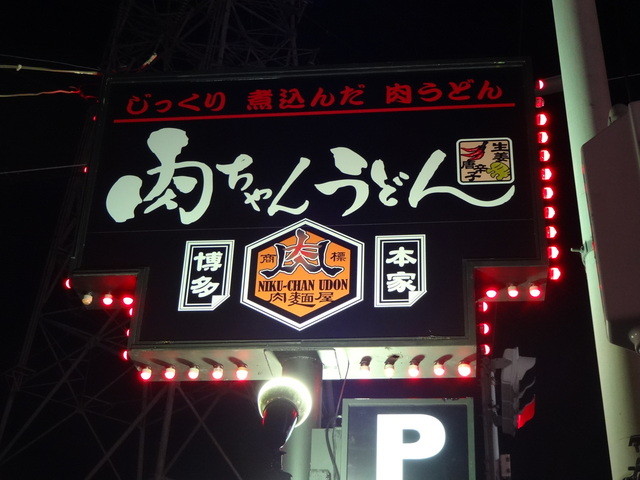 じっくり 煮込んだ 肉うどん
肉ちゃんうどん
生姜
唐辛子
博多
商標
肉
NIKU-CHAN UDON
肉麺屋
本家
P